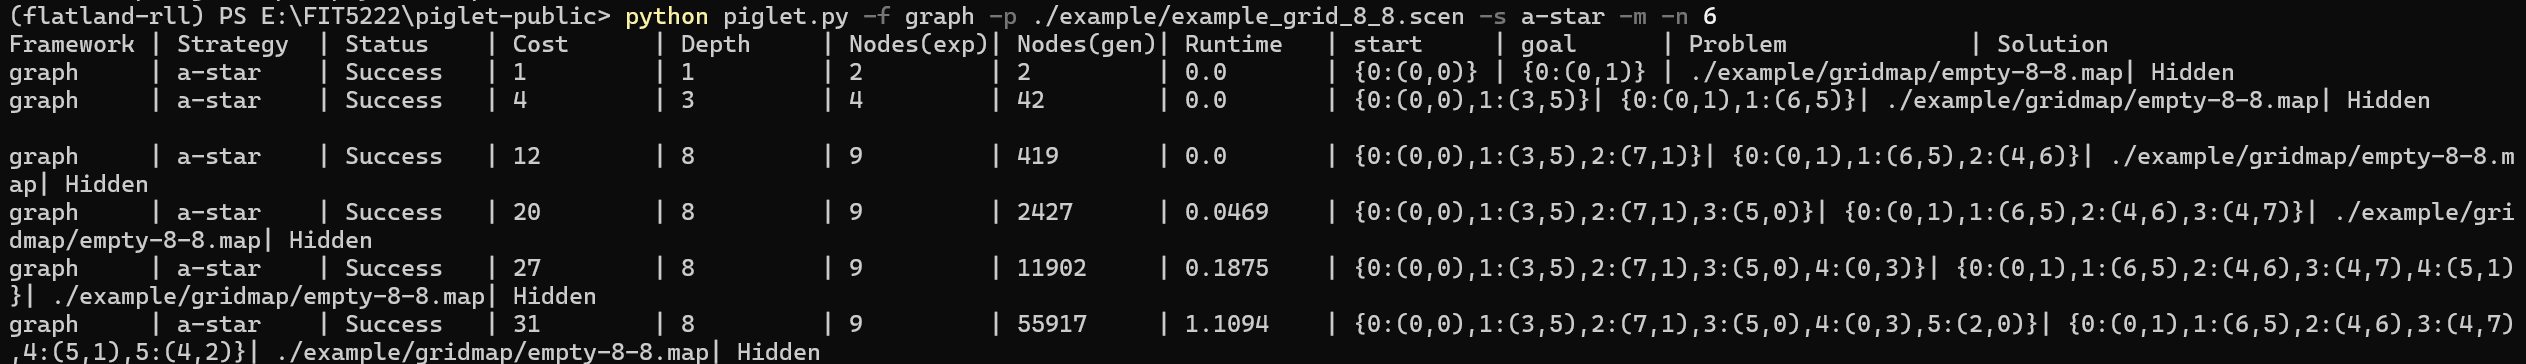 (flatland-rll) PS E:\FIT5222\piglet-public> python piglet.py -f graph -p ./example/example_grid_8_8.scen -s a-star -m -n 6
Framework | Strategy  | Status    | Cost      | Depth     | Nodes(exp)| Nodes(gen)| Runtime   | start     | goal      | Problem            | Solution
graph     | a-star    | Success   | 1         | 1         | 2         | 2         | 0.0       | {0:(0,0)} | {0:(0,1)} | ./example/gridmap/empty-8-8.map| Hidden
graph     | a-star    | Success   | 4         | 3         | 4         | 42        | 0.0       | {0:(0,0),1:(3,5)}| {0:(0,1),1:(6,5)}| ./example/gridmap/empty-8-8.map| Hidden
graph     | a-star    | Success   | 12        | 8         | 9         | 419       | 0.0       | {0:(0,0),1:(3,5),2:(7,1)}| {0:(0,1),1:(6,5),2:(4,6)}| ./example/gridmap/empty-8-8.m
ap| Hidden
graph     | a-star    | Success   | 20        | 8         | 9         | 2427      | 0.0469    | {0:(0,0),1:(3,5),2:(7,1),3:(5,0)}| {0:(0,1),1:(6,5),2:(4,6),3:(4,7)}| ./example/gri
dmap/empty-8-8.map| Hidden
graph     | a-star    | Success   | 27        | 8         | 9         | 11902     | 0.1875    | {0:(0,0),1:(3,5),2:(7,1),3:(5,0),4:(0,3)}| {0:(0,1),1:(6,5),2:(4,6),3:(4,7),4:(5,1)
}| ./example/gridmap/empty-8-8.map| Hidden
graph     | a-star    | Success   | 31        | 8         | 9         | 55917     | 1.1094    | {0:(0,0),1:(3,5),2:(7,1),3:(5,0),4:(0,3),5:(2,0)}| {0:(0,1),1:(6,5),2:(4,6),3:(4,7)
,4:(5,1),5:(4,2)}| ./example/gridmap/empty-8-8.map| Hidden